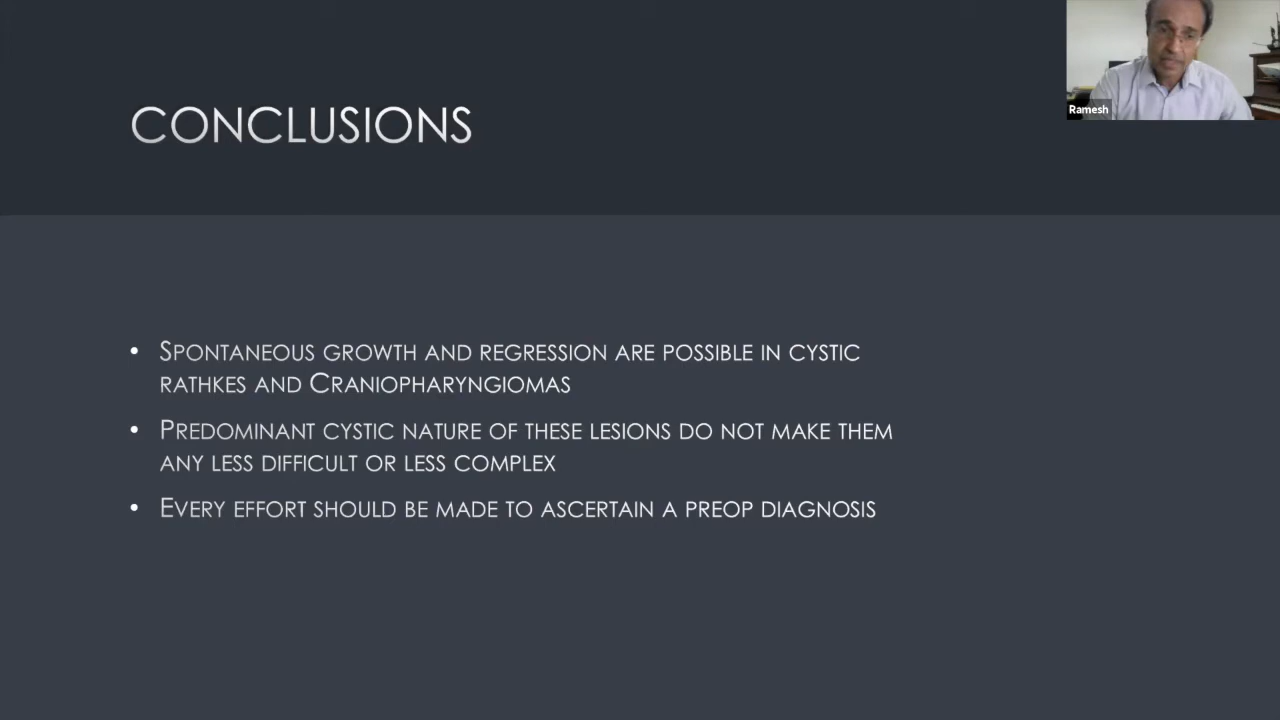 CONCLUSIONS
Ramesh
• SPONTANEOUS GROWTH AND REGRESSION ARE POSSIBLE IN CYSTIC
RATHKES AND CRANIOPHARYNGIOMAS
• PREDOMINANT CYSTIC NATURE OF THESE LESIONS DO NOT MAKE THEM
ANY LESS DIFFICULT OR LESS COMPLEX
• EVERY EFFORT SHOULD BE MADE TO ASCERTAIN A PREOP DIAGNOSIS